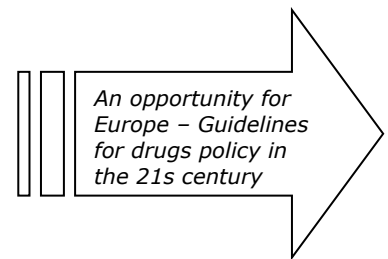 An opportunity for
Europe – Guidelines
for drugs policy in
the 21s century